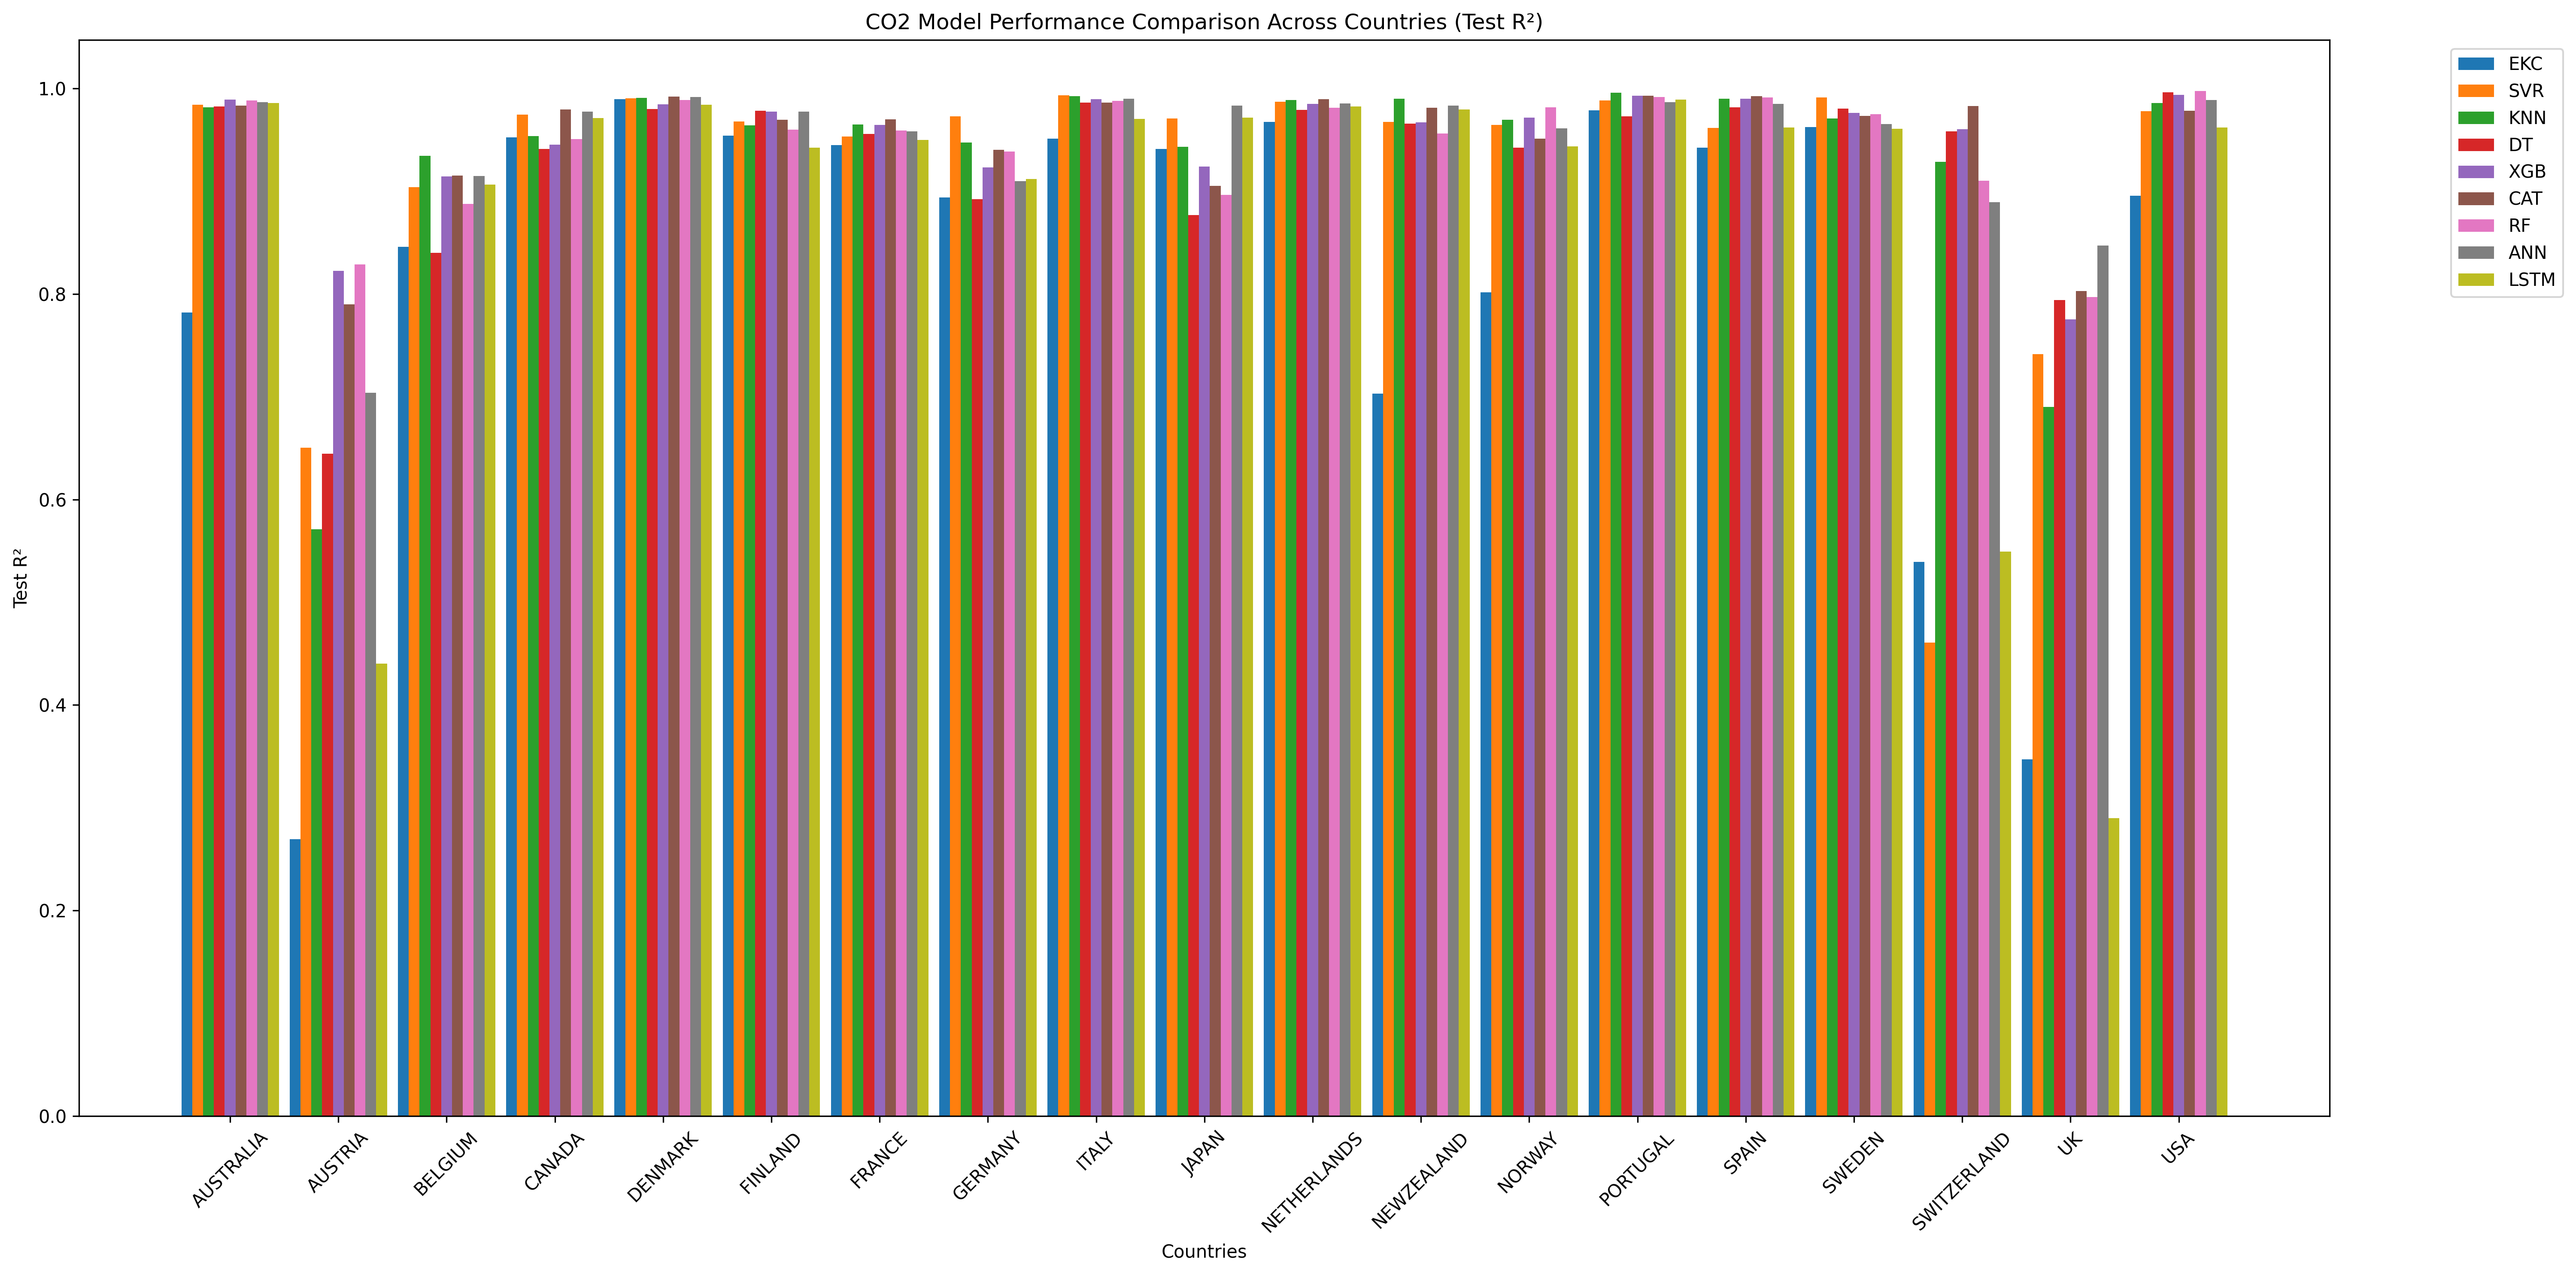 CO2 Model Performance Comparison Across Countries (Test R²)
EKC
SVR
KNN
DT
XGB
CAT
RF
ANN
LSTM
Test R²
1.0
0.8
0.6
0.4
0.2
0.0
AUSTRALIA
AUSTRIA
BELGIUM
CANADA
DENMARK
FINLAND
FRANCE
GERMANY
ITALY
JAPAN
NETHERLANDS
NEWZEALAND
NORWAY
PORTUGAL
SPAIN
SWEDEN
SWITZERLAND
UK
USA
Countries